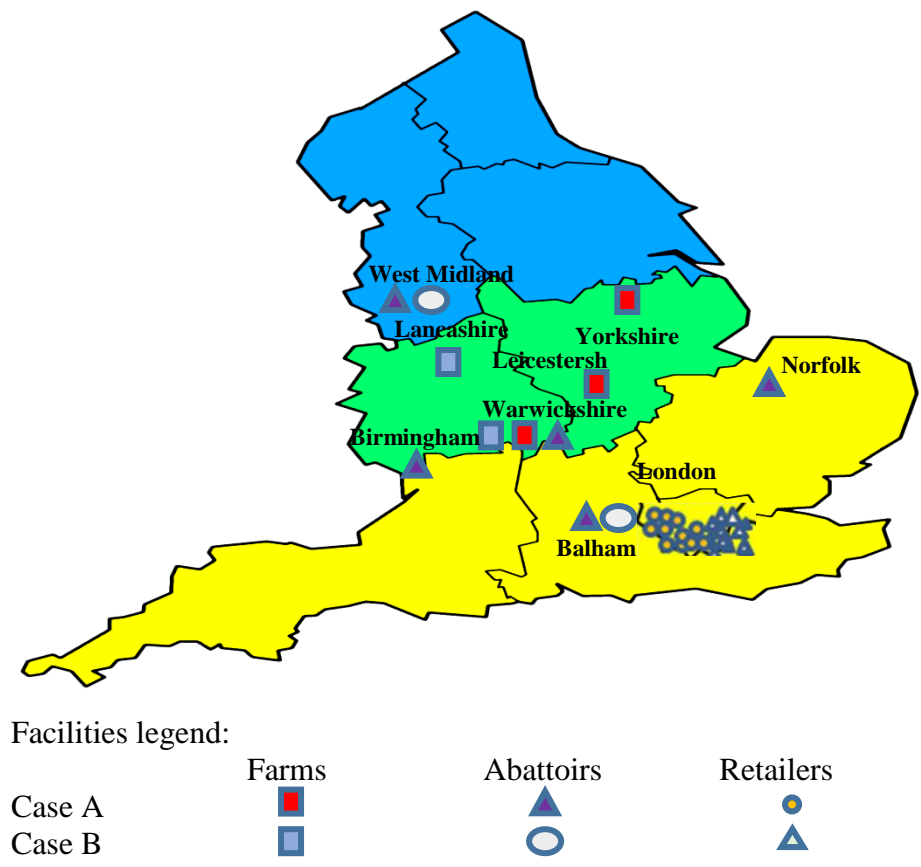 West Midland
Lancashire
Yorkshire
Leicestersh
Norfolk
Warwickshire
Birmingham
London
Balham
Facilities legend:
Farms Abattoirs Retailers
Case A
Case B